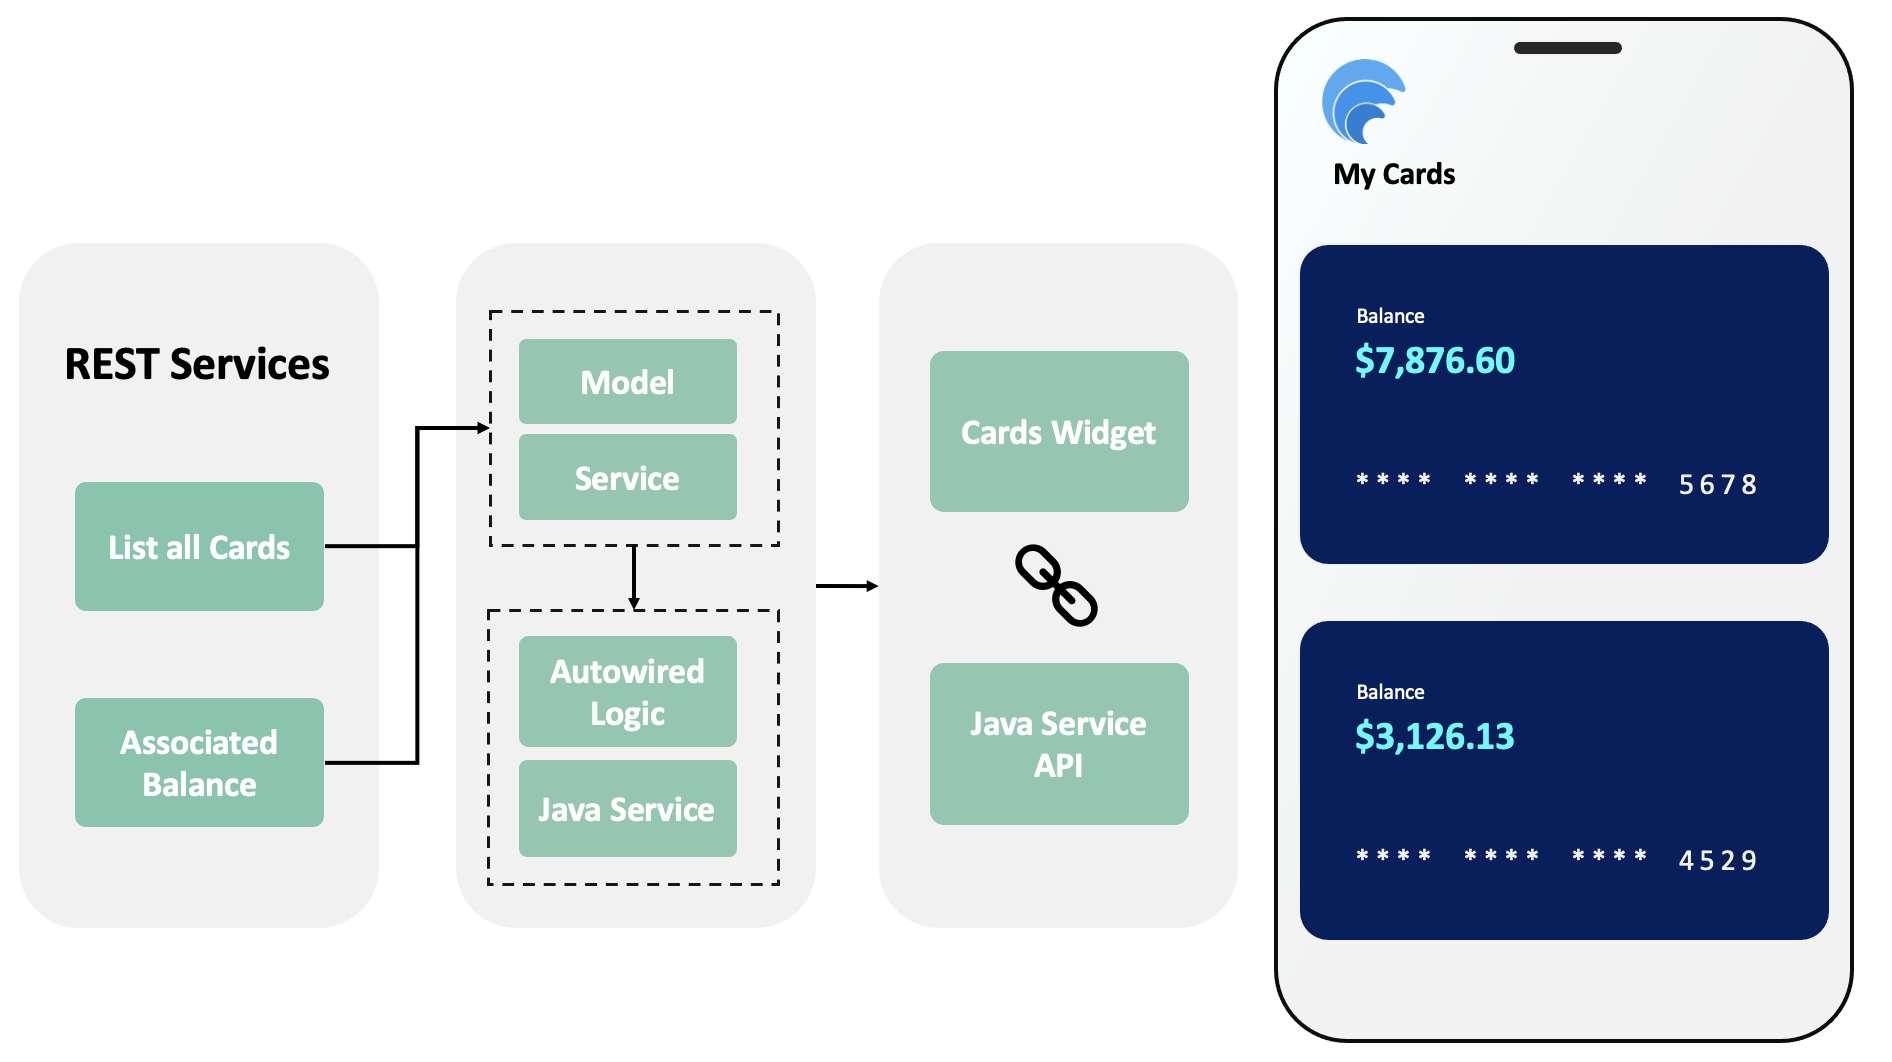 REST Services
List all Cards
Associated
Balance
Model
Service
Autowired
Logic
Java Service
Cards Widget
Java Service
API
My Cards
Balance
$7,876.60
**** **** **** 5678
Balance
$3,126.13
**** **** **** 4529